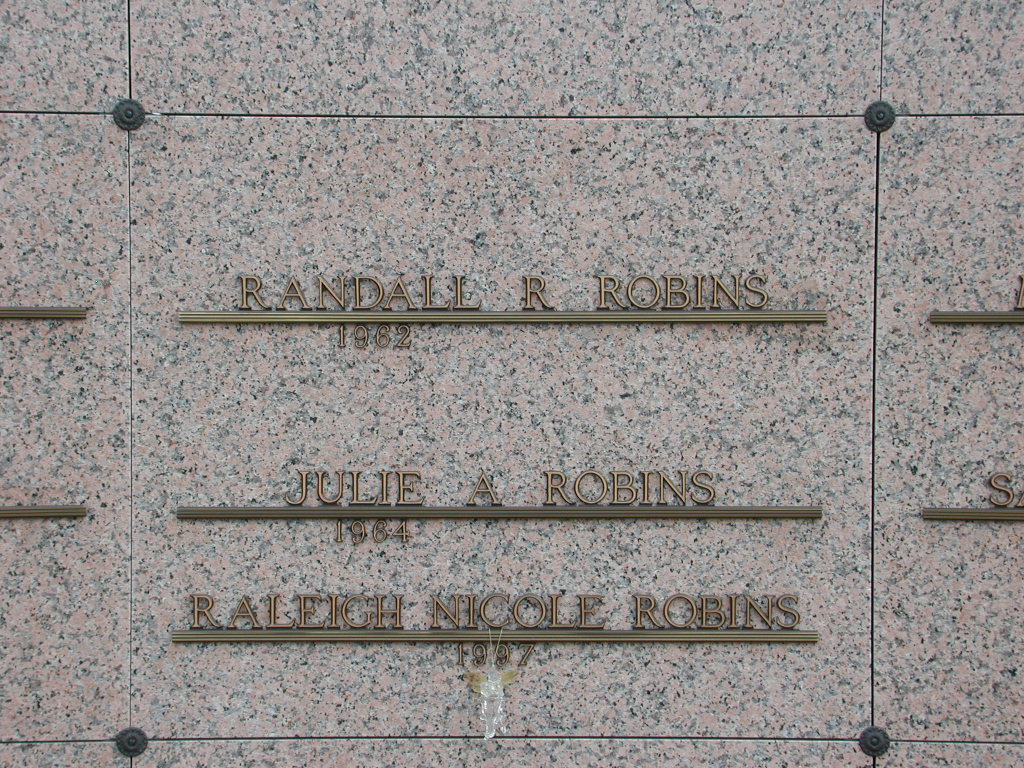 RANDALL R ROBINS
1962
JULIE A ROBINS
1964
RALEIGH NICOLE ROBINS
1997